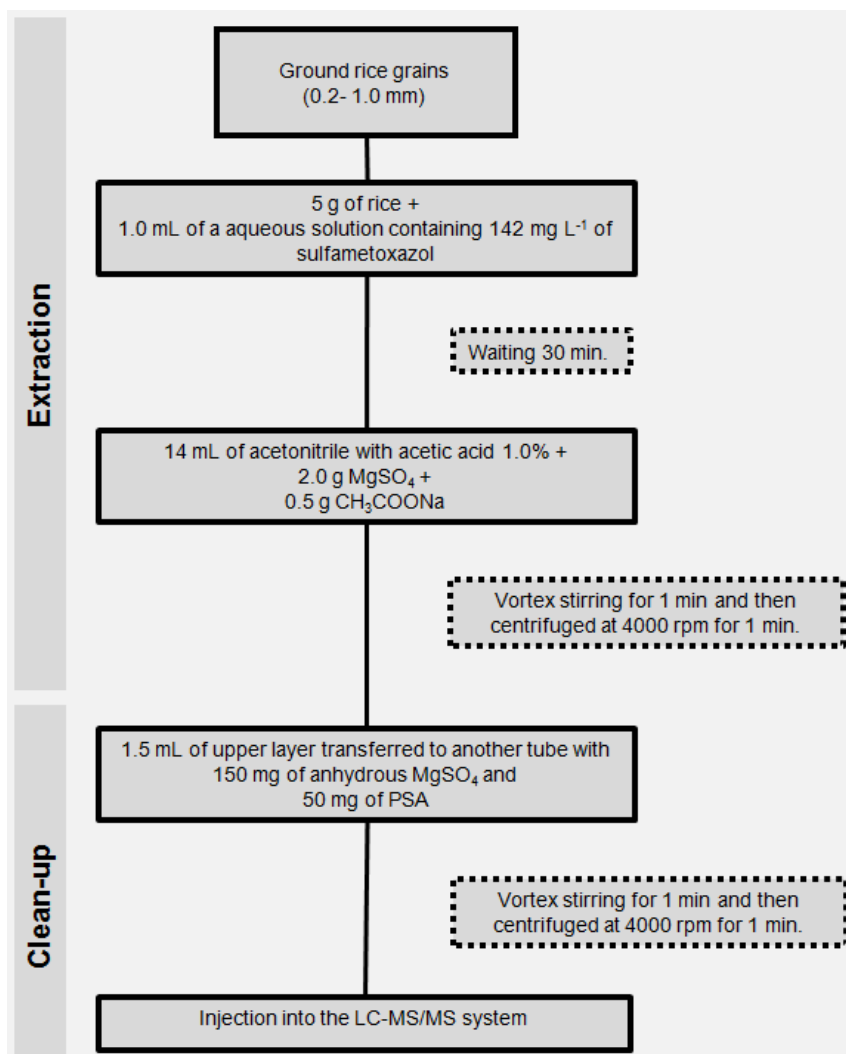 Extraction
Ground rice grains
(0.2- 1.0 mm)
5 g of rice +
1.0 mL of a aqueous solution containing 142 mg L⁻¹ of
sulfametoxazol
Waiting 30 min.
14 mL of acetonitrile with acetic acid 1.0% +
2.0 g MgSO₄ +
0.5 g CH₃COONa
Vortex stirring for 1 min and then
centrifuged at 4000 rpm for 1 min.
Clean-up
1.5 mL of upper layer transferred to another tube with
150 mg of anhydrous MgSO₄ and
50 mg of PSA
Vortex stirring for 1 min and then
centrifuged at 4000 rpm for 1 min.
Injection into the LC-MS/MS system